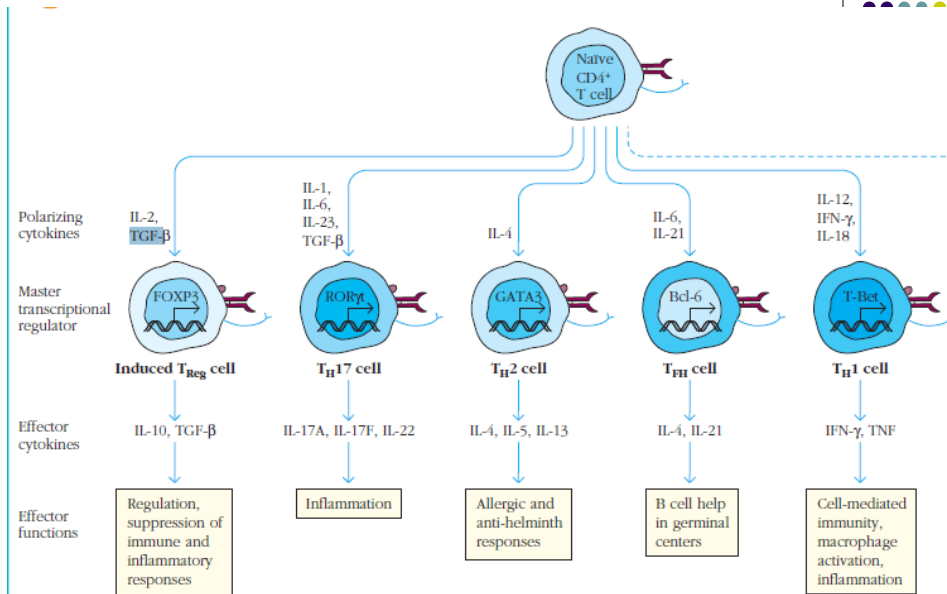 Naïve
CD4+
T cell
Polarizing
cytokines
IL-2,
TGF-β
IL-1,
IL-6,
IL-23,
TGF-β
IL-4
IL-6,
IL-21
IL-12,
IFN-γ,
IL-18
Master
transcriptional
regulator
FOXP3
RORγt
GATA3
Bcl-6
T-Bet
Induced TReg cell
TH17 cell
TH2 cell
TFH cell
TH1 cell
Effector
cytokines
IL-10, TGF-β
IL-17A, IL-17F, IL-22
IL-4, IL-5, IL-13
IL-4, IL-21
IFN-γ, TNF
Effector
functions
Regulation,
suppression of
immune and
inflammatory
responses
Inflammation
Allergic and
anti-helminth
responses
B cell help
in germinal
centers
Cell-mediated
immunity,
macrophage
activation,
inflammation